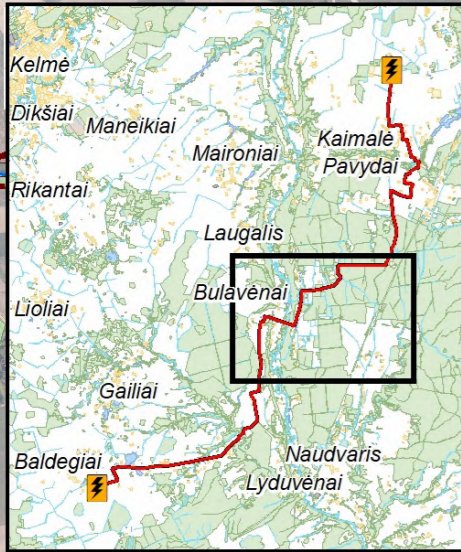 Kelmė
Dikšiai
Maneikiai
Kaimalė
Maironiai
Pavydai
Rikantai
Laugalis
Bulavėnai
Lioliai
Gailiai
Baldegiai
Naudvaris
Lyduvėnai